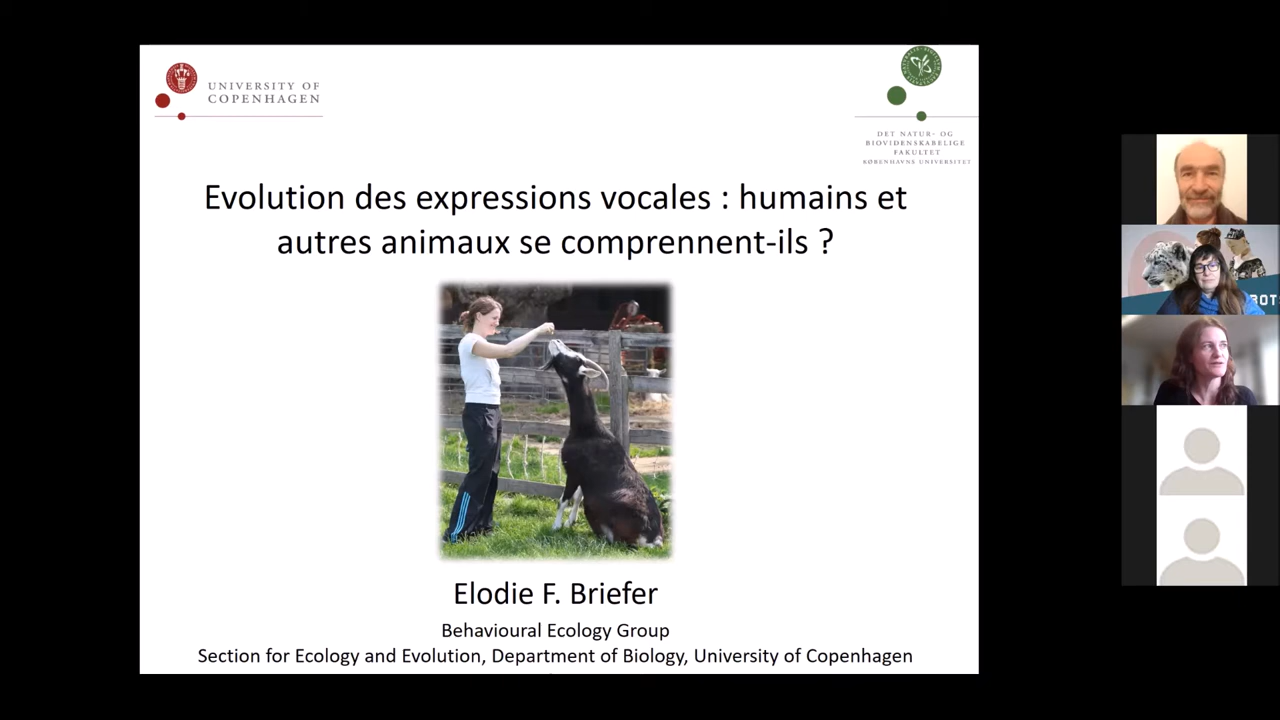 UNIVERSITY OF
COPENHAGEN
DET NATUR- OG
BIOVIDENSKABELIGE
FAKULTET
KØBENHAVNS UNIVERSITET
Evolution des expressions vocales : humains et
autres animaux se comprennent-ils ?
BOT
Elodie F. Briefer
Behavioural Ecology Group
Section for Ecology and Evolution, Department of Biology, University of Copenhagen